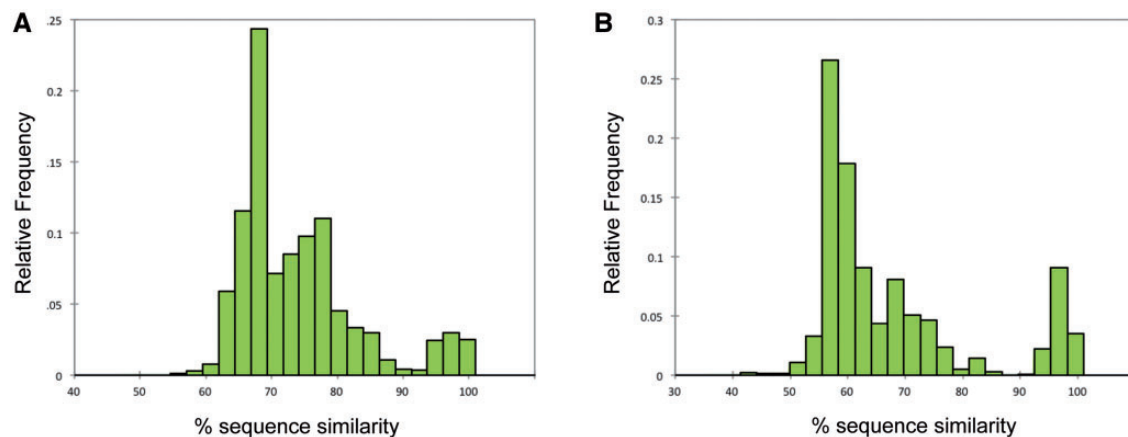 A
B
.25
.2
.15
0.1
.05
0
Relative Frequency
40 50 60 70 80 90 100
% sequence similarity
0.3
0.25
0.2
0.15
0.1
0.05
0
Relative Frequency
30 40 50 60 70 80 90 100
% sequence similarity